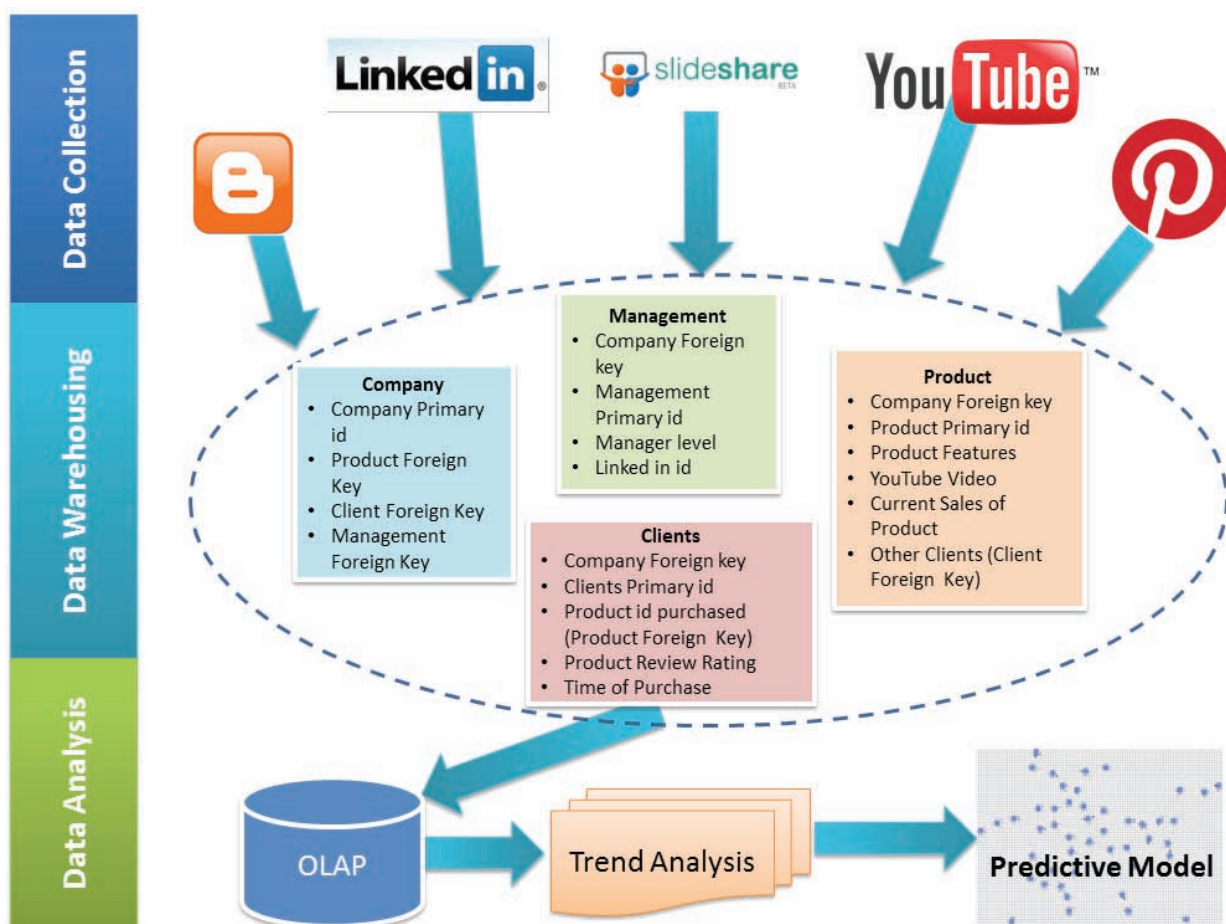 Data Collection
Linked in ®
slideshare
BETA
YouTube ™
Data Warehousing
Management
• Company Foreign
key
• Management
Primary id
• Manager level
• Linked in id
Company
• Company Primary
id
• Product Foreign
Key
• Client Foreign Key
• Management
Foreign Key
Product
• Company Foreign key
• Product Primary id
• Product Features
• YouTube Video
• Current Sales of
Product
• Other Clients (Client
Foreign Key)
Clients
• Company Foreign key
• Clients Primary id
• Product id purchased
(Product Foreign Key)
• Product Review Rating
• Time of Purchase
Data Analysis
OLAP
Trend Analysis
Predictive Model